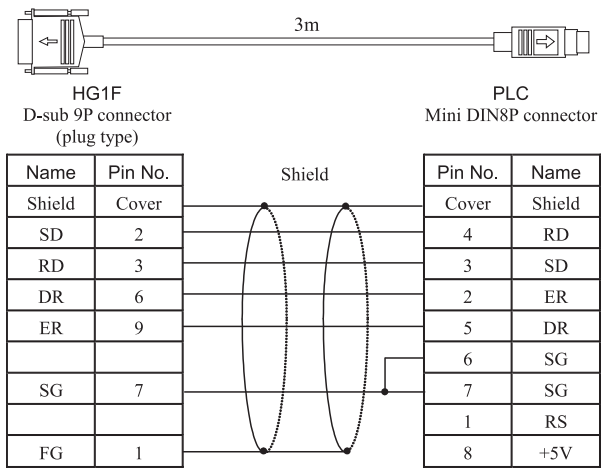 3m
HG1F
D-sub 9P connector
(plug type)
PLC
Mini DIN8P connector
Name Pin No. Shield Pin No. Name
Shield Cover Cover Shield
SD 2 4 RD
RD 3 3 SD
DR 6 2 ER
ER 9 5 DR
6 SG
SG 7 7 SG
1 RS
FG 1 8 +5V